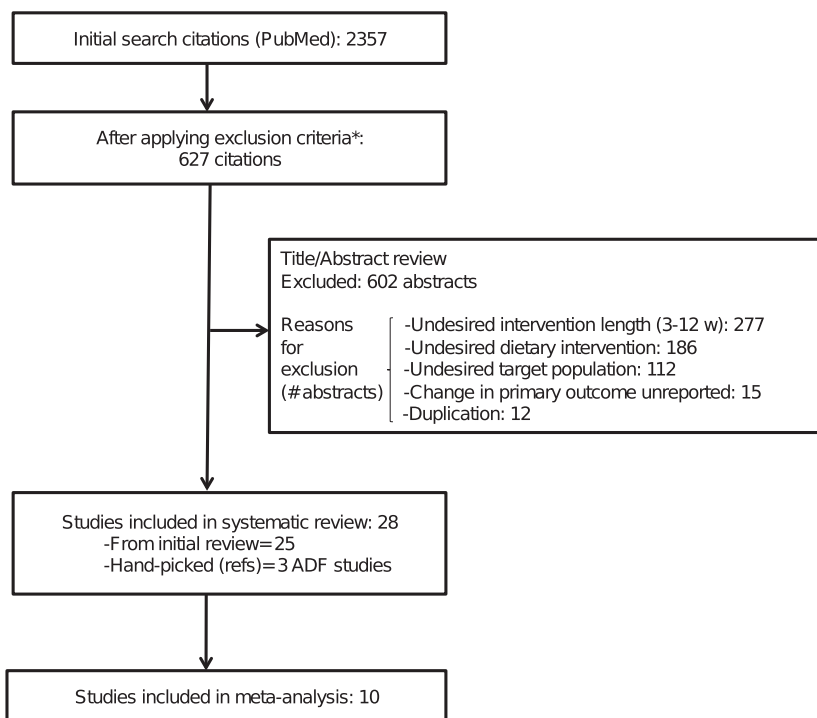 Initial search citations (PubMed): 2357
After applying exclusion criteria*:
627 citations
Title/Abstract review
Excluded: 602 abstracts
Reasons
for
exclusion
(#abstracts)
-Undesired intervention length (3-12 w): 277
-Undesired dietary intervention: 186
-Undesired target population: 112
-Change in primary outcome unreported: 15
-Duplication: 12
Studies included in systematic review: 28
-From initial review=25
-Hand-picked (refs)=3 ADF studies
Studies included in meta-analysis: 10